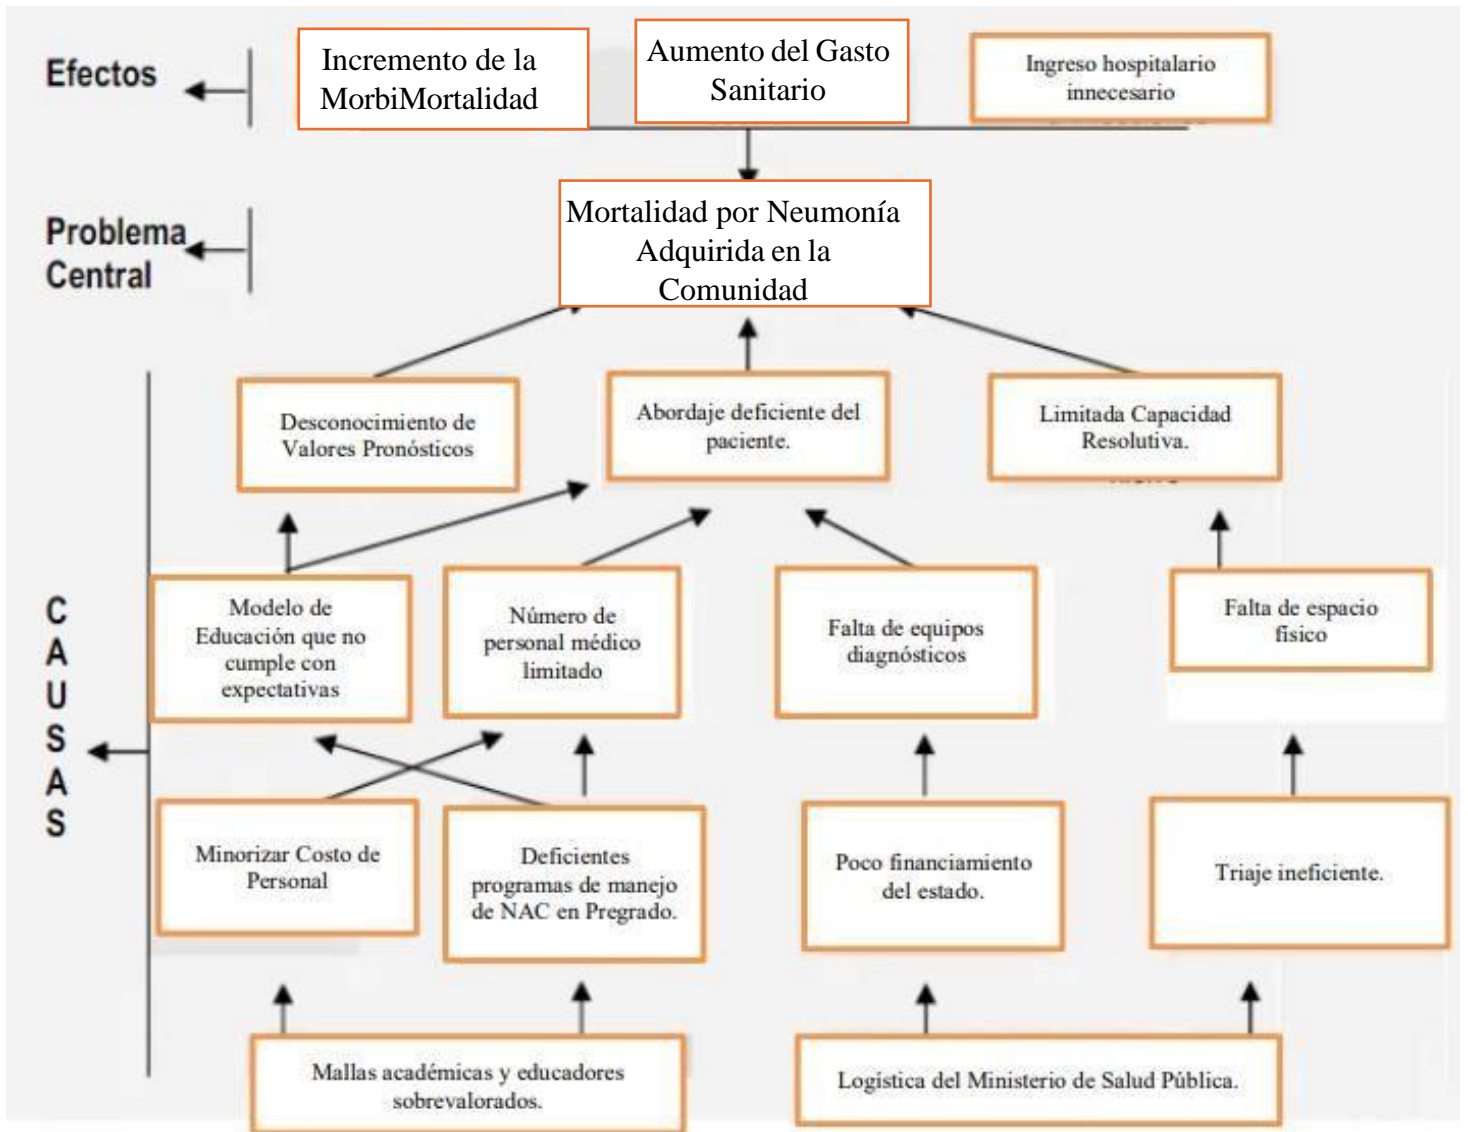 Efectos
Incremento de la
MorbiMortalidad
Aumento del Gasto
Sanitario
Ingreso hospitalario
innecesario
Problema
Central
Mortalidad por Neumonía
Adquirida en la
Comunidad
Desconocimiento de
Valores Pronósticos
Abordaje deficiente del
paciente.
Limitada Capacidad
Resolutiva.
C
A
U
S
A
S
Modelo de
Educación que no
cumple con
expectativas
Número de
personal médico
limitado
Falta de equipos
diagnósticos
Falta de espacio
físico
Minorizar Costo de
Personal
Deficientes
programas de manejo
de NAC en Pregrado.
Poco financiamiento
del estado.
Triaje ineficiente.
Mallas académicas y educadores
sobrevalorados.
Logística del Ministerio de Salud Pública.